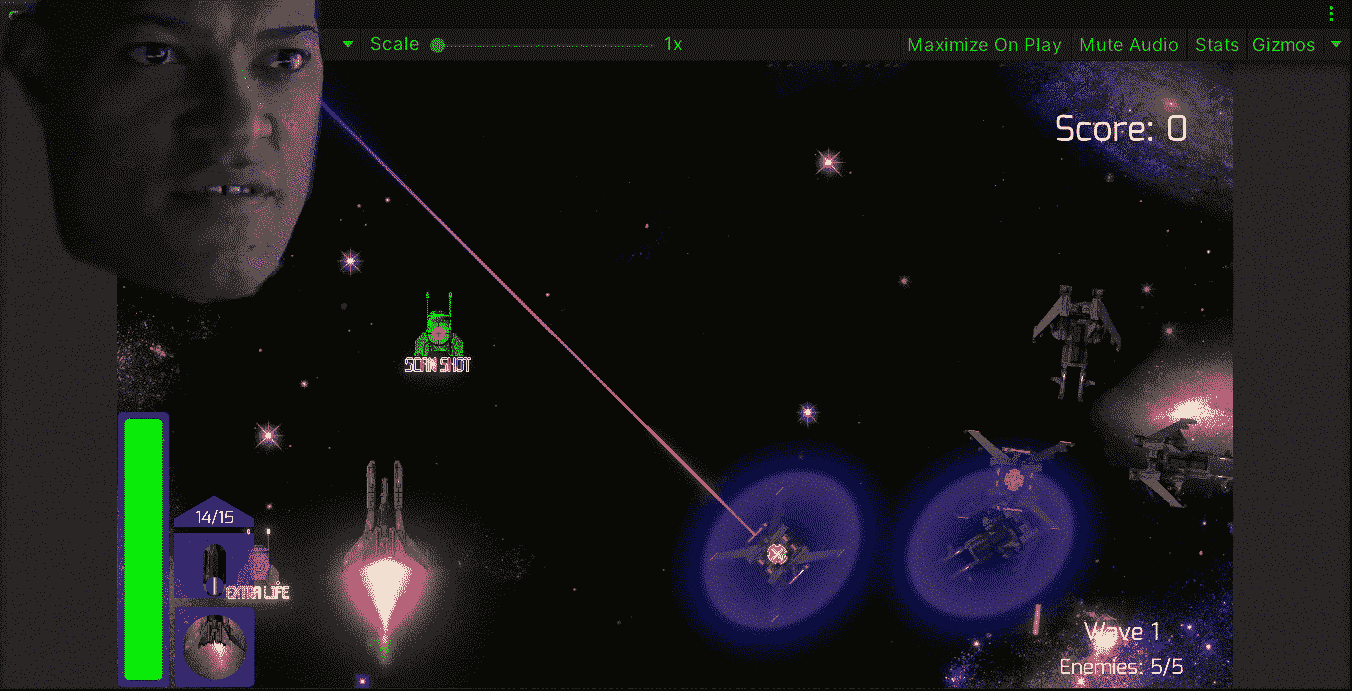 Scale 1x Maximize On Play Mute Audio Stats Gizmos
Score: 0
SCAN SHOT
14/15
EXTRA LIFE
Wave 1
Enemies: 5/5